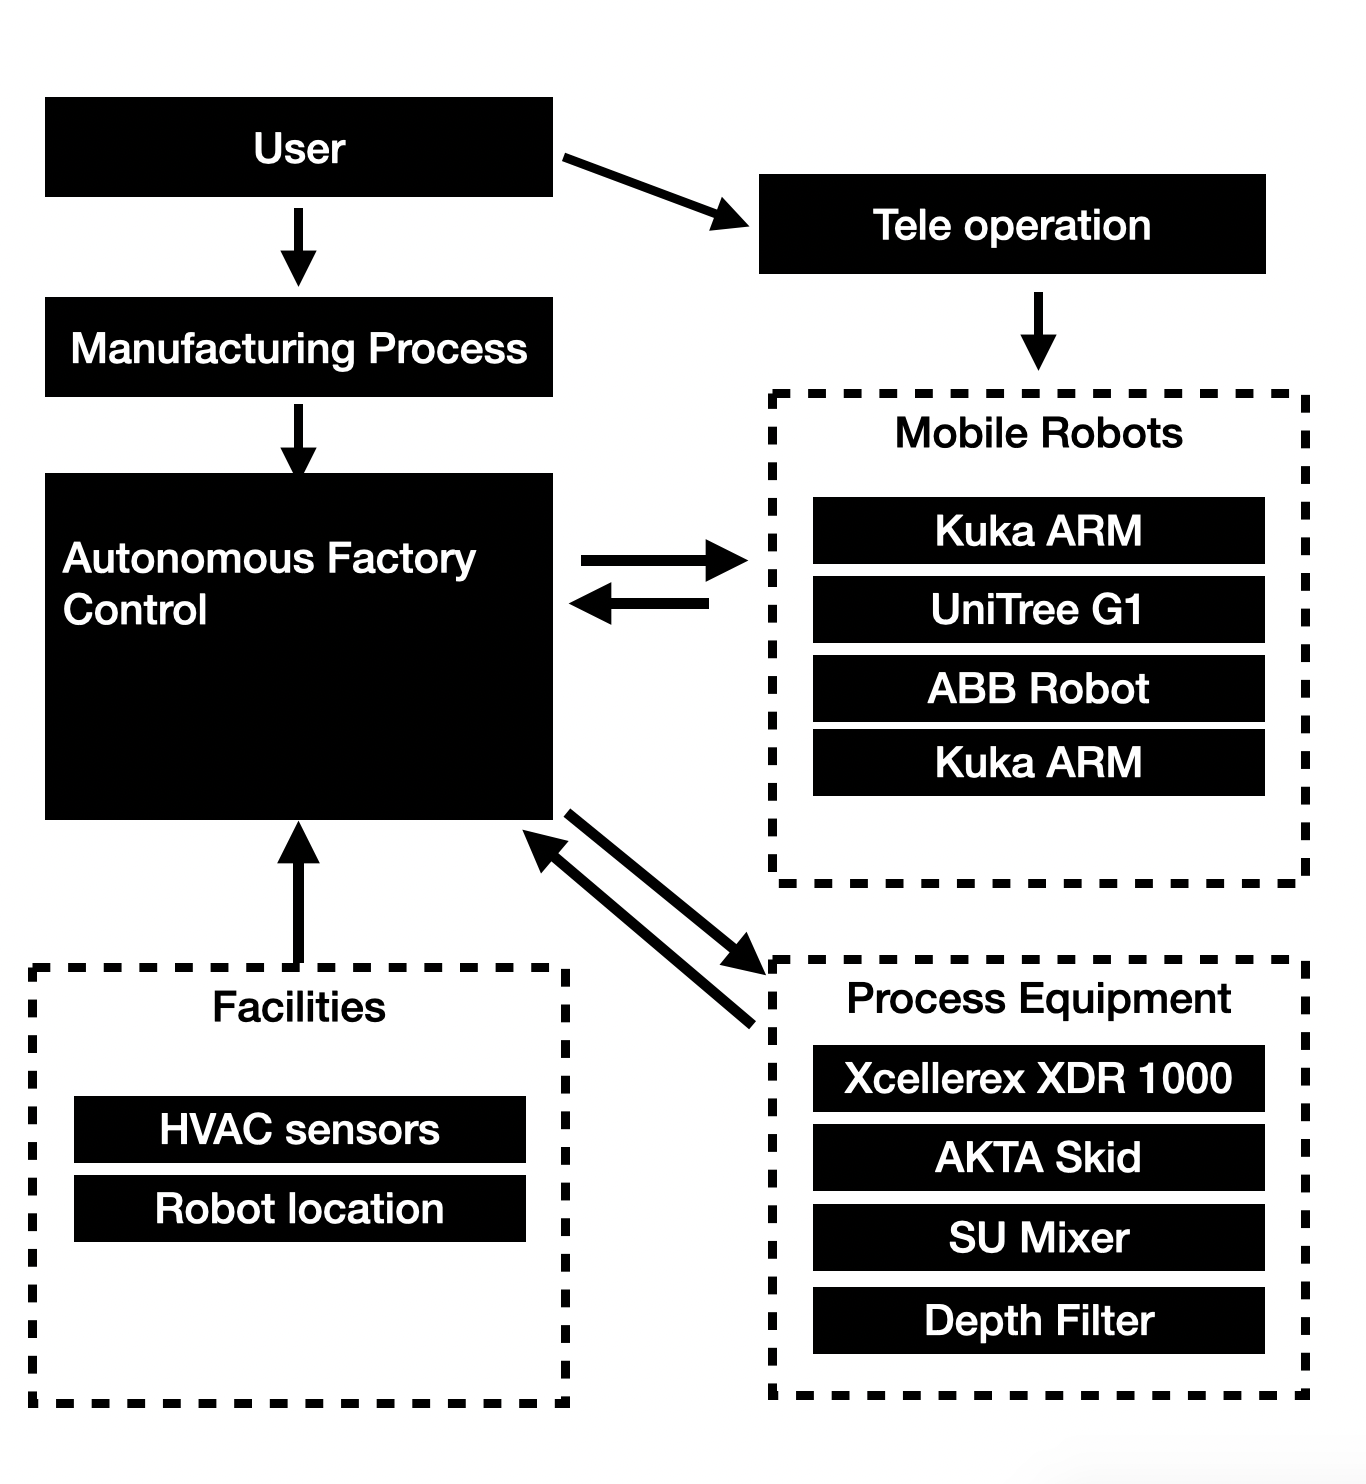 User
Tele operation
Manufacturing Process
Mobile Robots
Kuka ARM
UniTree G1
ABB Robot
Kuka ARM
Autonomous Factory
Control
Facilities
HVAC sensors
Robot location
Process Equipment
Xcellerex XDR 1000
AKTA Skid
SU Mixer
Depth Filter